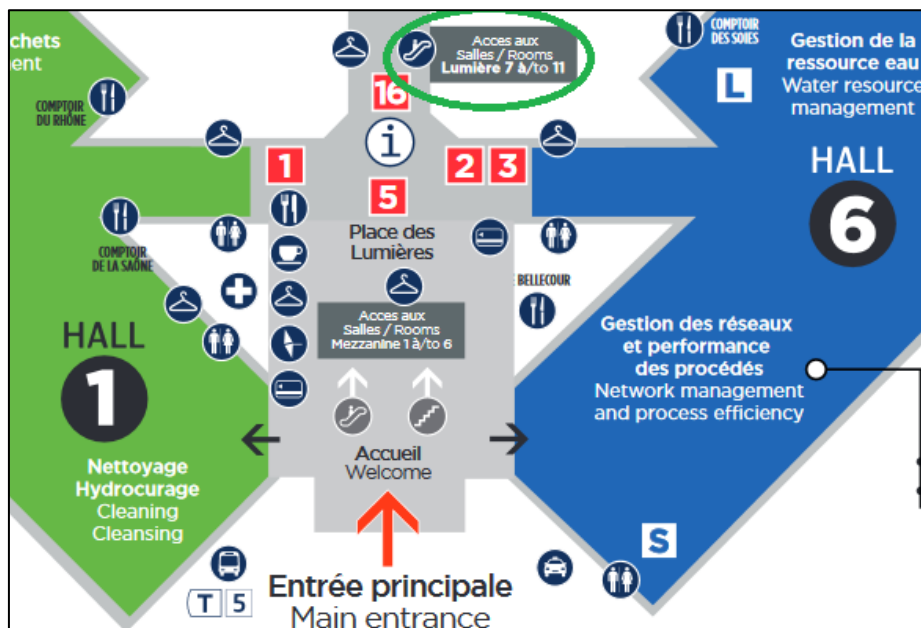 chets
ment
COMPTOIR
DU RHÔNE
Acces aux
Salles / Rooms
Lumière 7 à/to 11
COMPTOIR
DES SOIES
L
Gestion de la
ressource eau
Water resource
management
16
i
1
2
3
5
HALL
6
Place des
Lumières
COMPTOIR
DE LA SAÔNE
BELLECOUR
Acces aux
Salles / Rooms
Mezzanine 1 à/to 6
HALL
1
Gestion des réseaux
et performance
des procédés
Network management
and process efficiency
Accueil
Welcome
Nettoyage
Hydrocurage
Cleaning
Cleansing
S
T 5
Entrée principale
Main entrance